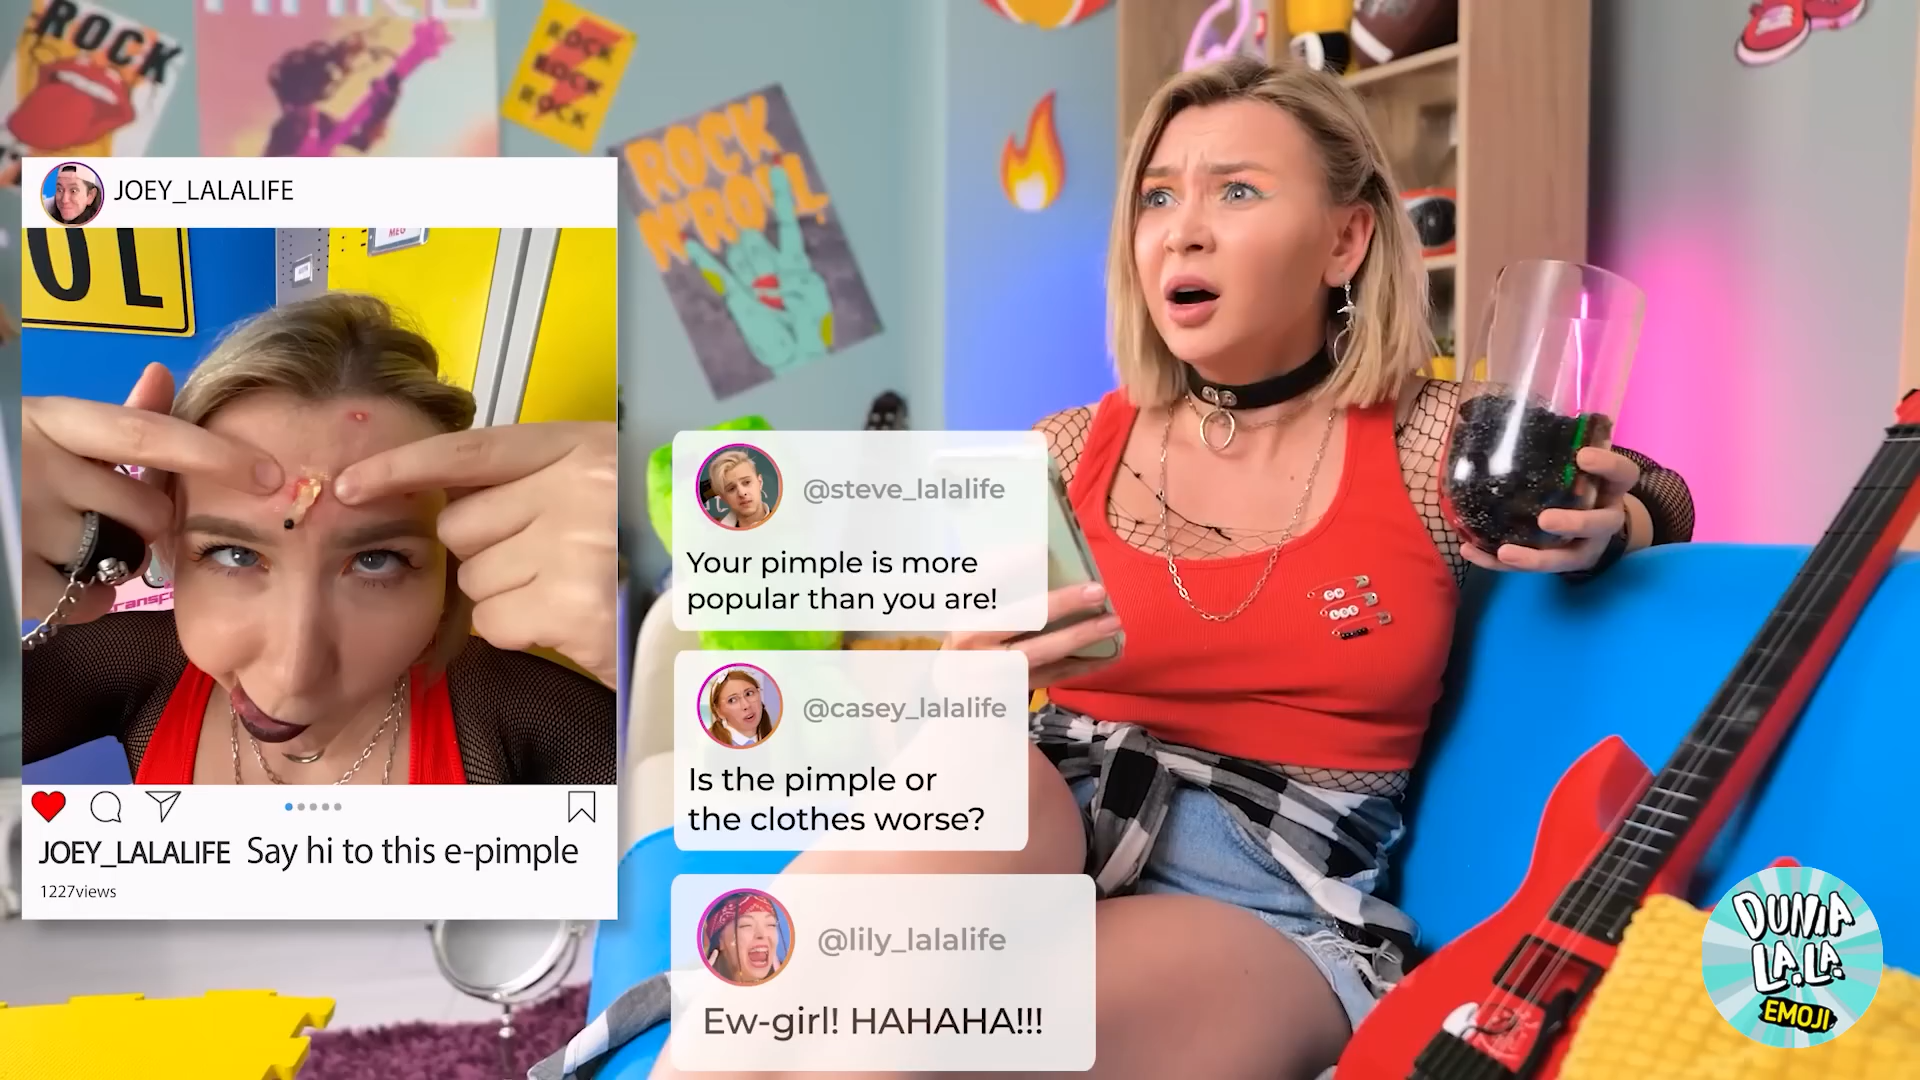 ROCK
ROCK
ROCK
ROCK
ROCK
N'ROLL
JOEY_LALALIFE
OL
MEG
JOEY_LALALIFE Say hi to this e-pimple
1227views
@steve_lalalife
Your pimple is more
popular than you are!
@casey_lalalife
Is the pimple or
the clothes worse?
@lily_lalalife
Ew-girl! HAHAHA!!!
DUNIA
LA.LA.
EMOJI